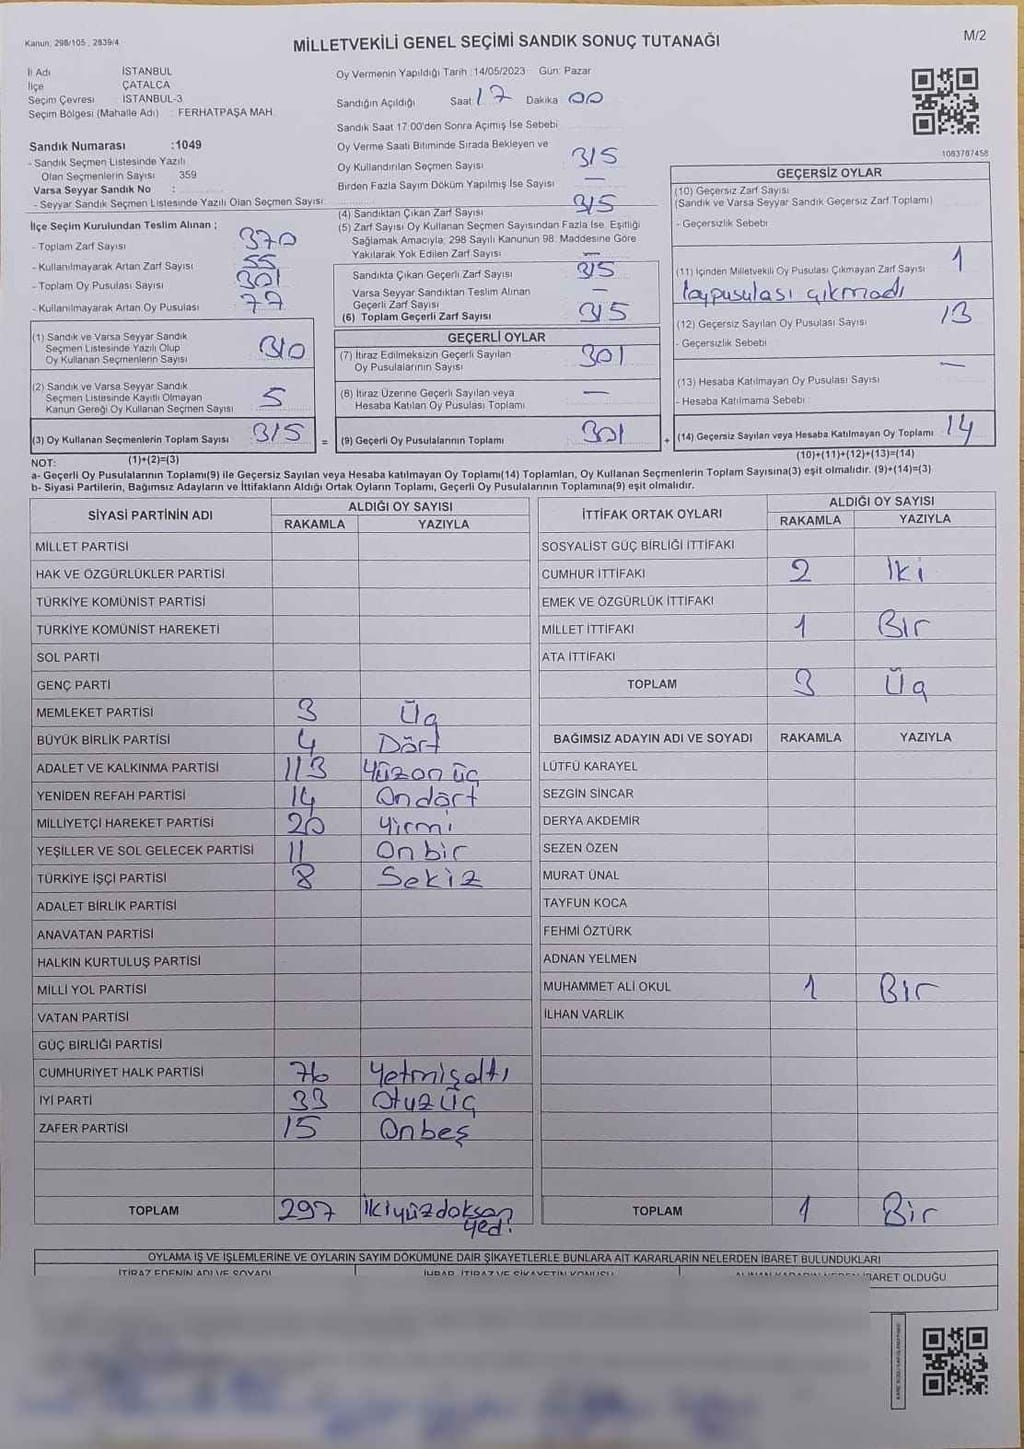 Kanun: 298/105, 2839/4
MİLLETVEKİLİ GENEL SEÇİMİ SANDIK SONUÇ TUTANAĞI
M/2
İl Adı İSTANBUL
İlçe ÇATALCA
Seçim Çevresi İSTANBUL-3
Seçim Bölgesi (Mahalle Adı) : FERHATPAŞA MAH.
Sandık Numarası :1049
- Sandık Seçmen Listesinde Yazılı
Olan Seçmenlerin Sayısı 359
Varsa Seyyar Sandık No :
- Seyyar Sandık Seçmen Listesinde Yazılı Olan Seçmen Sayısı:
İlçe Seçim Kurulundan Teslim Alınan ;
- Toplam Zarf Sayısı 370
- Kullanılmayarak Artan Zarf Sayısı 55
- Toplam Oy Pusulası Sayısı 301
- Kullanılmayarak Artan Oy Pusulası 77
(1) Sandık ve Varsa Seyyar Sandık
Seçmen Listesinde Yazılı Olup
Oy Kullanan Seçmenlerin Sayısı 310
(2) Sandık ve Varsa Seyyar Sandık
Seçmen Listesinde Kayıtlı Olmayan
Kanun Gereği Oy Kullanan Seçmen Sayısı 5
(3) Oy Kullanan Seçmenlerin Toplam Sayısı 315 =
Oy Vermenin Yapıldığı Tarih :14/05/2023 Gün: Pazar
Sandığın Açıldığı Saat 17 Dakika 00
Sandık Saat 17.00'den Sonra Açımış İse Sebebi
Oy Verme Saati Bitiminde Sırada Bekleyen ve
Oy Kullandırılan Seçmen Sayısı 315
Birden Fazla Sayım Döküm Yapılmış İse Sayısı —
(4) Sandıktan Çıkan Zarf Sayısı 315
(5) Zarf Sayısı Oy Kullanan Seçmen Sayısından Fazla İse, Eşitliği
Sağlamak Amacıyla, 298 Sayılı Kanunun 98. Maddesine Göre
Yakılarak Yok Edilen Zarf Sayısı —
Sandıkta Çıkan Geçerli Zarf Sayısı 315
Varsa Seyyar Sandıktan Teslim Alınan
Geçerli Zarf Sayısı —
(6) Toplam Geçerli Zarf Sayısı 315
GEÇERLİ OYLAR
(7) İtiraz Edilmeksizin Geçerli Sayılan
Oy Pusulalarının Sayısı 301
(8) İtiraz Üzerine Geçerli Sayılan veya
Hesaba Katılan Oy Pusulası Toplamı —
(9) Geçerli Oy Pusulalarının Toplamı 301 +
1083787458
GEÇERSİZ OYLAR
(10) Geçersiz Zarf Sayısı
(Sandık ve Varsa Seyyar Sandık Geçersiz Zarf Toplamı)
- Geçersizlik Sebebi
(11) İçinden Milletvekili Oy Pusulası Çıkmayan Zarf Sayısı 1
1oypusulası çıkmadı
(12) Geçersiz Sayılan Oy Pusulası Sayısı 13
- Geçersizlik Sebebi
(13) Hesaba Katılmayan Oy Pusulası Sayısı —
- Hesaba Katılmama Sebebi
(14) Geçersiz Sayılan veya Hesaba Katılmayan Oy Toplamı 14
NOT: (1)+(2)=(3)
(10)+(11)+(12)+(13)=(14)
a- Geçerli Oy Pusulalarının Toplamı(9) ile Geçersiz Sayılan veya Hesaba katılmayan Oy Toplamı(14) Toplamları, Oy Kullanan Seçmenlerin Toplam Sayısına(3) eşit olmalıdır. (9)+(14)=(3)
b- Siyasi Partilerin, Bağımsız Adayların ve İttifakların Aldığı Ortak Oyların Toplamı, Geçerli Oy Pusulalarının Toplamına(9) eşit olmalıdır.
SİYASİ PARTİNİN ADI ALDIĞI OY SAYISI
RAKAMLA YAZIYLA
MİLLET PARTİSİ
HAK VE ÖZGÜRLÜKLER PARTİSİ
TÜRKİYE KOMÜNİST PARTİSİ
TÜRKİYE KOMÜNİST HAREKETİ
SOL PARTİ
GENÇ PARTİ
MEMLEKET PARTİSİ 3 Üç
BÜYÜK BİRLİK PARTİSİ 4 Dört
ADALET VE KALKINMA PARTİSİ 113 Yüzon üç
YENİDEN REFAH PARTİSİ 14 Ondört
MİLLİYETÇİ HAREKET PARTİSİ 20 Yirmi
YEŞİLLER VE SOL GELECEK PARTİSİ 11 Onbir
TÜRKİYE İŞÇİ PARTİSİ 8 Sekiz
ADALET BİRLİK PARTİSİ
ANAVATAN PARTİSİ
HALKIN KURTULUŞ PARTİSİ
MİLLİ YOL PARTİSİ
VATAN PARTİSİ
GÜÇ BİRLİĞİ PARTİSİ
CUMHURİYET HALK PARTİSİ 76 Yetmişaltı
İYİ PARTİ 33 Otuzüç
ZAFER PARTİSİ 15 Onbeş
TOPLAM 297 İkiyüzdoksan
yedi
İTTİFAK ORTAK OYLARI ALDIĞI OY SAYISI
RAKAMLA YAZIYLA
SOSYALİST GÜÇ BİRLİĞİ İTTİFAKI
CUMHUR İTTİFAKI 2 İki
EMEK VE ÖZGÜRLÜK İTTİFAKI
MİLLET İTTİFAKI 1 Bir
ATA İTTİFAKI
TOPLAM 3 Üç
BAĞIMSIZ ADAYIN ADI VE SOYADI RAKAMLA YAZIYLA
LÜTFÜ KARAYEL
SEZGİN SİNCAR
DERYA AKDEMİR
SEZEN ÖZEN
MURAT ÜNAL
TAYFUN KOCA
FEHMİ ÖZTÜRK
ADNAN YELMEN
MUHAMMET ALİ OKUL 1 Bir
İLHAN VARLIK
TOPLAM 1 Bir
OYLAMA İŞ VE İŞLEMLERİNE VE OYLARIN SAYIM DÖKÜMÜNE DAİR ŞİKAYETLERLE BUNLARA AİT KARARLARIN NELERDEN İBARET BULUNDUKLARI
İTİRAZ EDENİN ADI VE SOYADI İHBAR, İTİRAZ VE ŞİKAYETİN KONUSU İBARET OLDUĞU